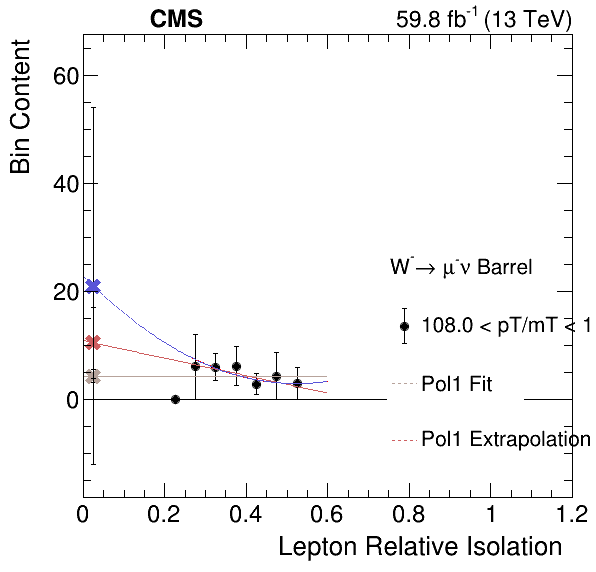 CMS 59.8 fb⁻¹ (13 TeV)
Bin Content
60
40
20
0
W⁻→ μ⁻ν Barrel
108.0 < pT/mT < 1
Pol1 Fit
Pol1 Extrapolation
0 0.2 0.4 0.6 0.8 1 1.2
Lepton Relative Isolation